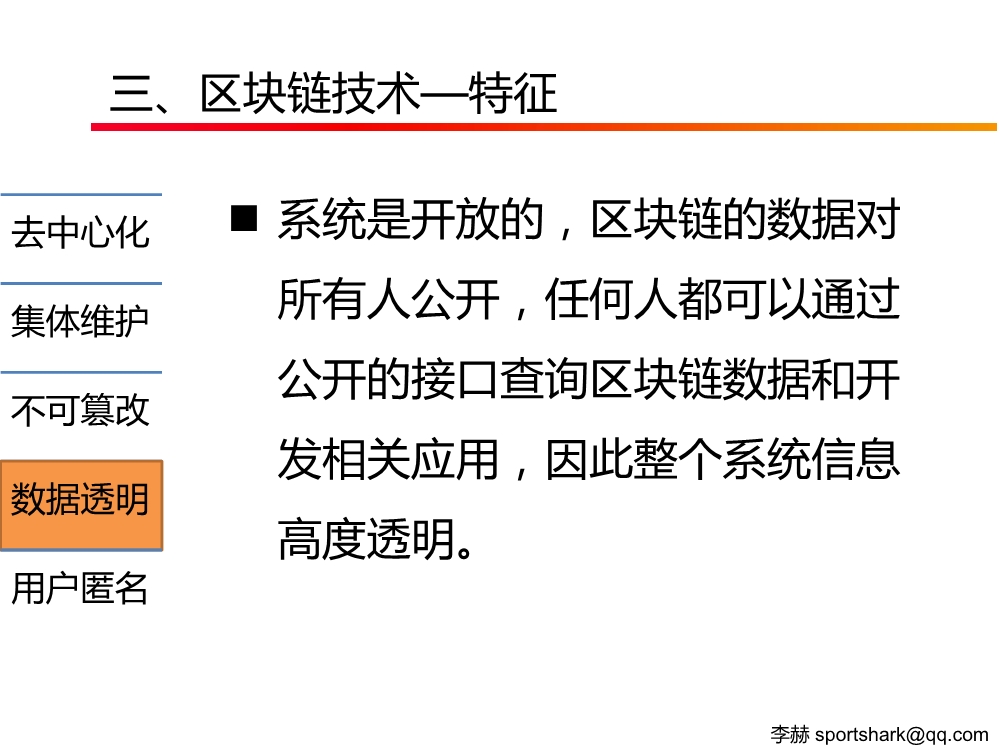 三、区块链技术—特征
去中心化
集体维护
不可篡改
数据透明
用户匿名
■ 系统是开放的，区块链的数据对
所有人公开，任何人都可以通过
公开的接口查询区块链数据和开
发相关应用，因此整个系统信息
高度透明。
李赫 sportshark@qq.com